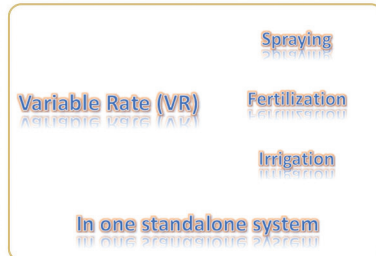 Spraying
Variable Rate (VR)
Fertilization
Irrigation
In one standalone system